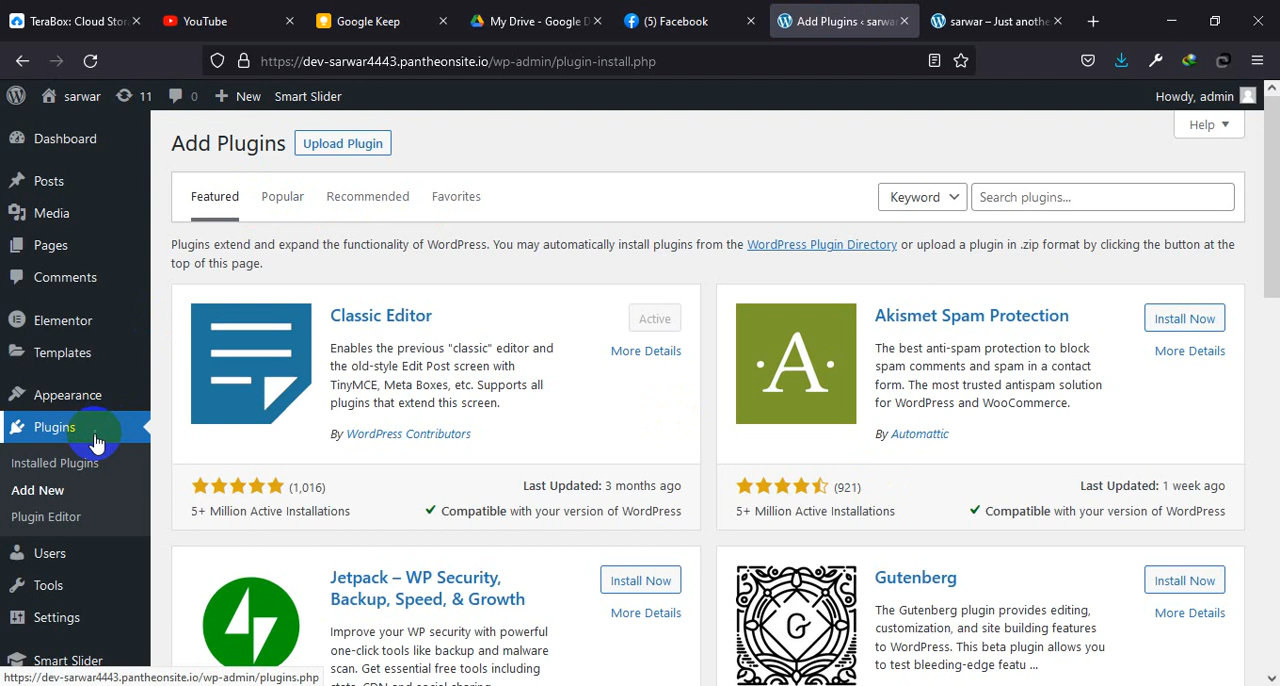 TeraBox: Cloud Stor
YouTube
Google Keep
My Drive - Google D
(5) Facebook
Add Plugins ‹ sarwa
sarwar – Just anothe
https://dev-sarwar4443.pantheonsite.io/wp-admin/plugin-install.php
sarwar 11 0 New Smart Slider Howdy, admin
Dashboard
Posts
Media
Pages
Comments
Elementor
Templates
Appearance
Plugins
Installed Plugins
Add New
Plugin Editor
Users
Tools
Settings
Smart Slider
Help
Add Plugins Upload Plugin
Featured Popular Recommended Favorites Keyword Search plugins...
Plugins extend and expand the functionality of WordPress. You may automatically install plugins from the WordPress Plugin Directory or upload a plugin in .zip format by clicking the button at the
top of this page.
Classic Editor
Active
More Details
Enables the previous "classic" editor and
the old-style Edit Post screen with
TinyMCE, Meta Boxes, etc. Supports all
plugins that extend this screen.
By WordPress Contributors
(1,016) Last Updated: 3 months ago
5+ Million Active Installations Compatible with your version of WordPress
A
Akismet Spam Protection
Install Now
More Details
The best anti-spam protection to block
spam comments and spam in a contact
form. The most trusted antispam solution
for WordPress and WooCommerce.
By Automattic
(921) Last Updated: 1 week ago
5+ Million Active Installations Compatible with your version of WordPress
Jetpack – WP Security,
Backup, Speed, & Growth
Install Now
More Details
Improve your WP security with powerful
one-click tools like backup and malware
scan. Get essential free tools including
G
Gutenberg
Install Now
More Details
The Gutenberg plugin provides editing,
customization, and site building features
to WordPress. This beta plugin allows you
to test bleeding-edge featu ...
https://dev-sarwar4443.pantheonsite.io/wp-admin/plugins.php